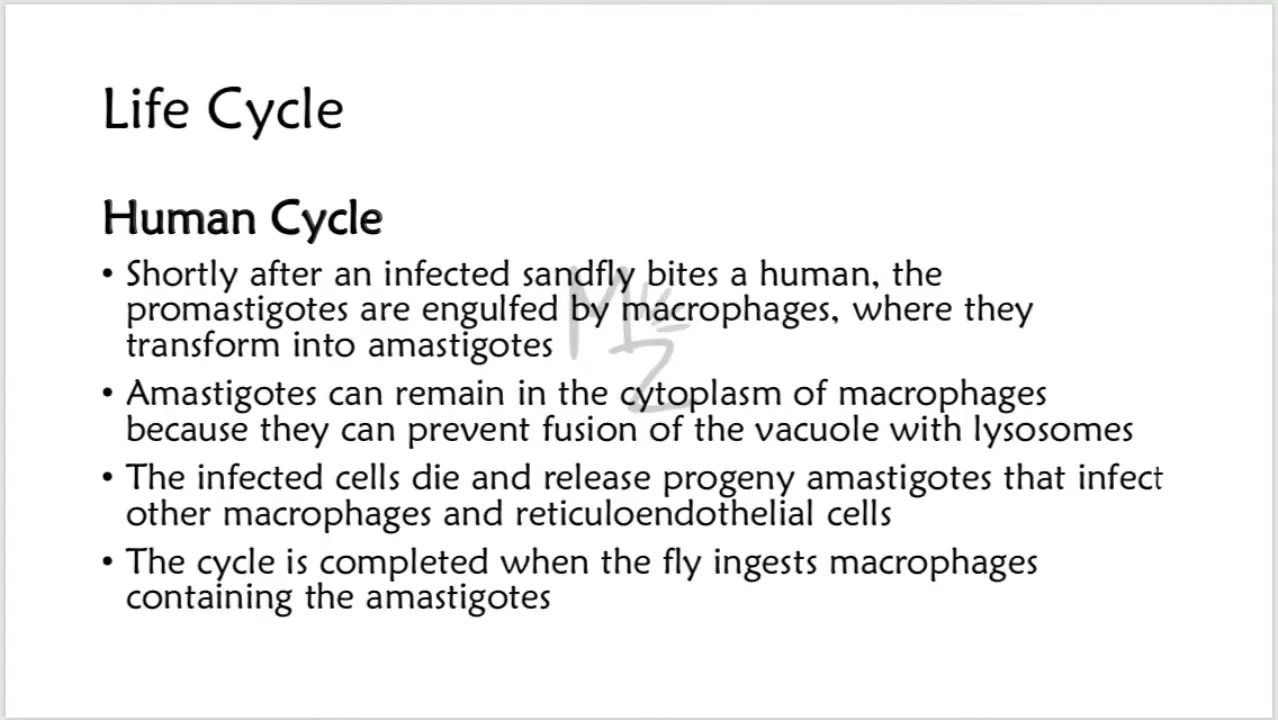 Life Cycle
Human Cycle
• Shortly after an infected sandfly bites a human, the
promastigotes are engulfed by macrophages, where they
transform into amastigotes
• Amastigotes can remain in the cytoplasm of macrophages
because they can prevent fusion of the vacuole with lysosomes
• The infected cells die and release progeny amastigotes that infect
other macrophages and reticuloendothelial cells
• The cycle is completed when the fly ingests macrophages
containing the amastigotes